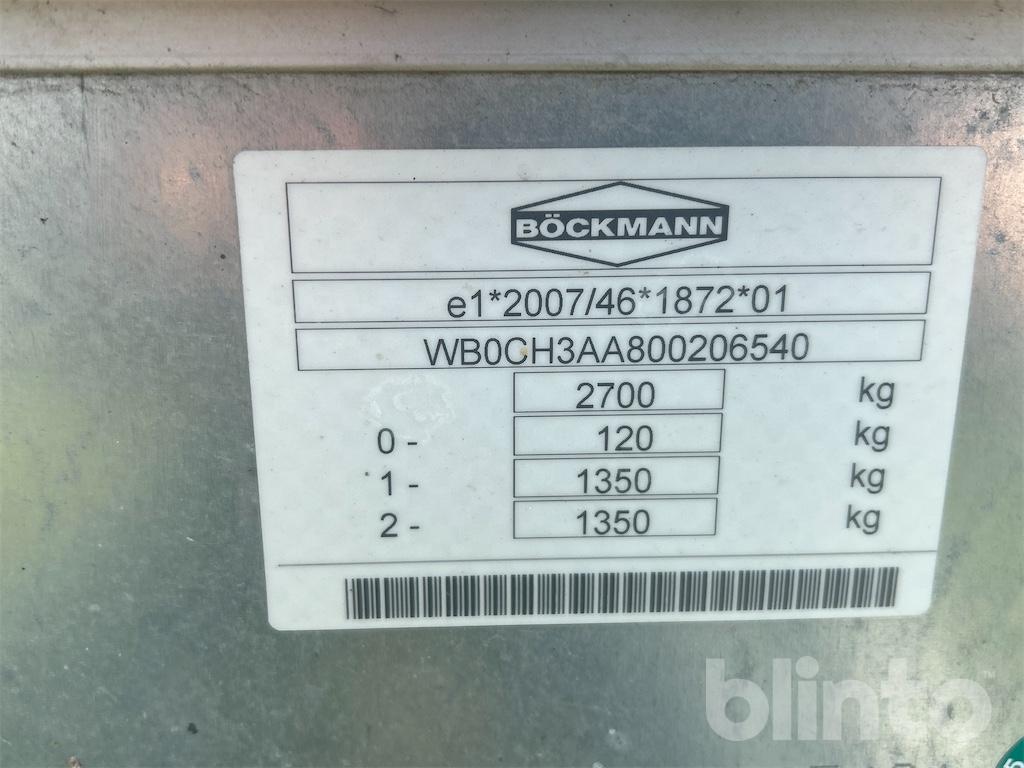 BÖCKMANN
e1*2007/46*1872*01
WB0CH3AA800206540
2700 kg
0- 120 kg
1- 1350 kg
2- 1350 kg
blinto